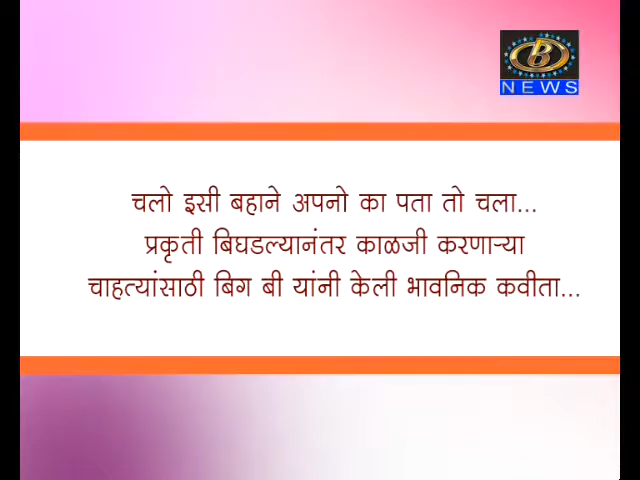 B
NEWS
चलो इसी बहाने अपनो का पता तो चला...
प्रकृती बिघडल्यानंतर काळजी करणाऱ्या
चाहत्यांसाठी बिग बी यांनी केली भावनिक कवीता...